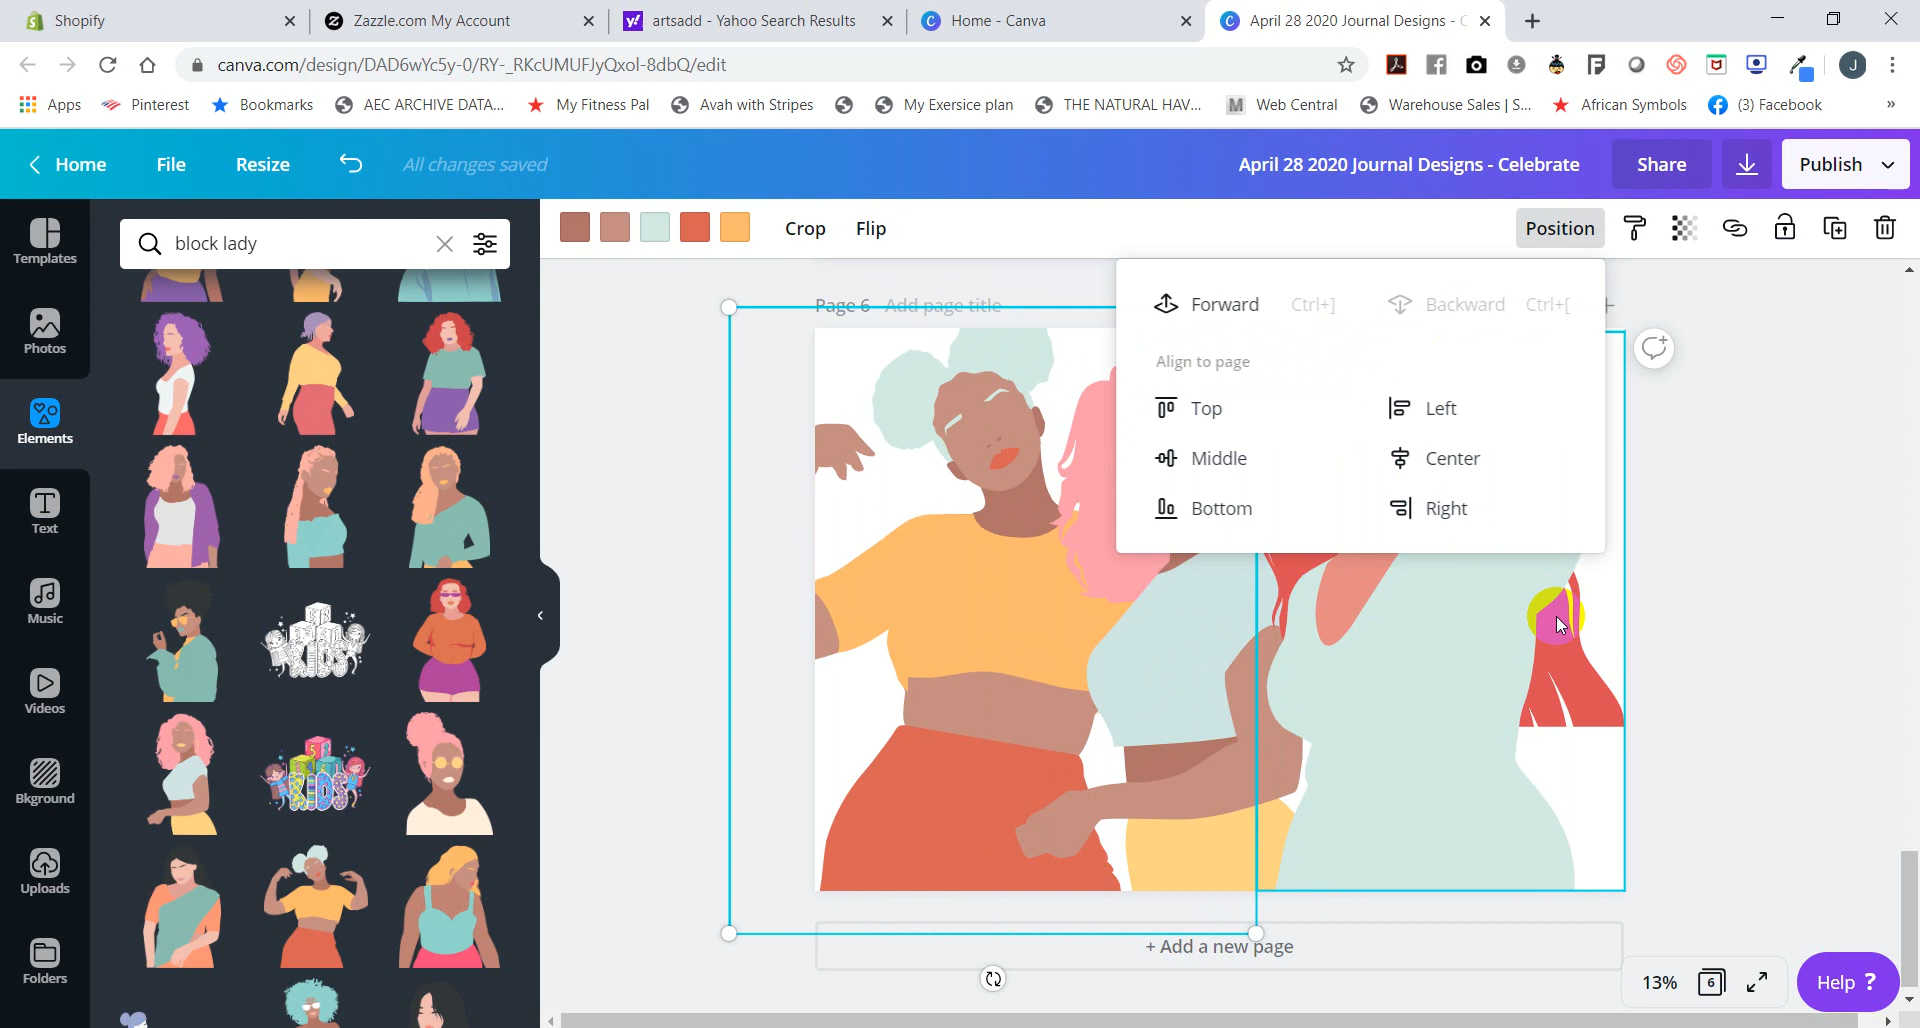 Shopify
Zazzle.com My Account
artsadd - Yahoo Search Results
Home - Canva
April 28 2020 Journal Designs - C
canva.com/design/DAD6wYc5y-0/RY-_RKcUMUFJyQxol-8dbQ/edit
J
Apps Pinterest Bookmarks AEC ARCHIVE DATA... My Fitness Pal Avah with Stripes My Exersice plan THE NATURAL HAV... Web Central Warehouse Sales | S... African Symbols (3) Facebook »
Home File Resize All changes saved April 28 2020 Journal Designs - Celebrate Share Publish
Templates
Photos
Elements
Text
Music
Videos
Bkground
Uploads
Folders
block lady
KIDS
KIDS
Crop Flip Position
Page 6 Add page title
Forward Ctrl+] Backward Ctrl+[
Align to page
Top Left
Middle Center
Bottom Right
+ Add a new page
13% 6 Help ?